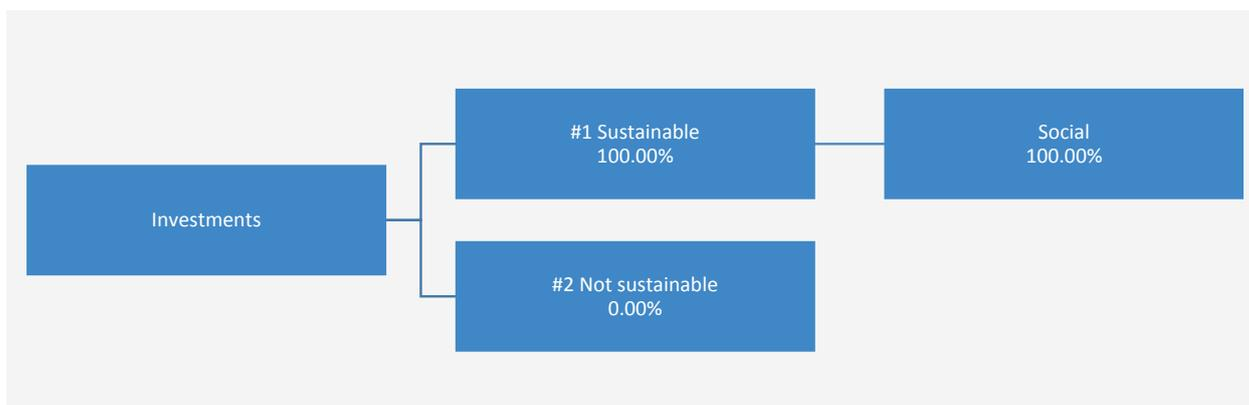 Investments
#1 Sustainable
100.00%
Social
100.00%
#2 Not sustainable
0.00%